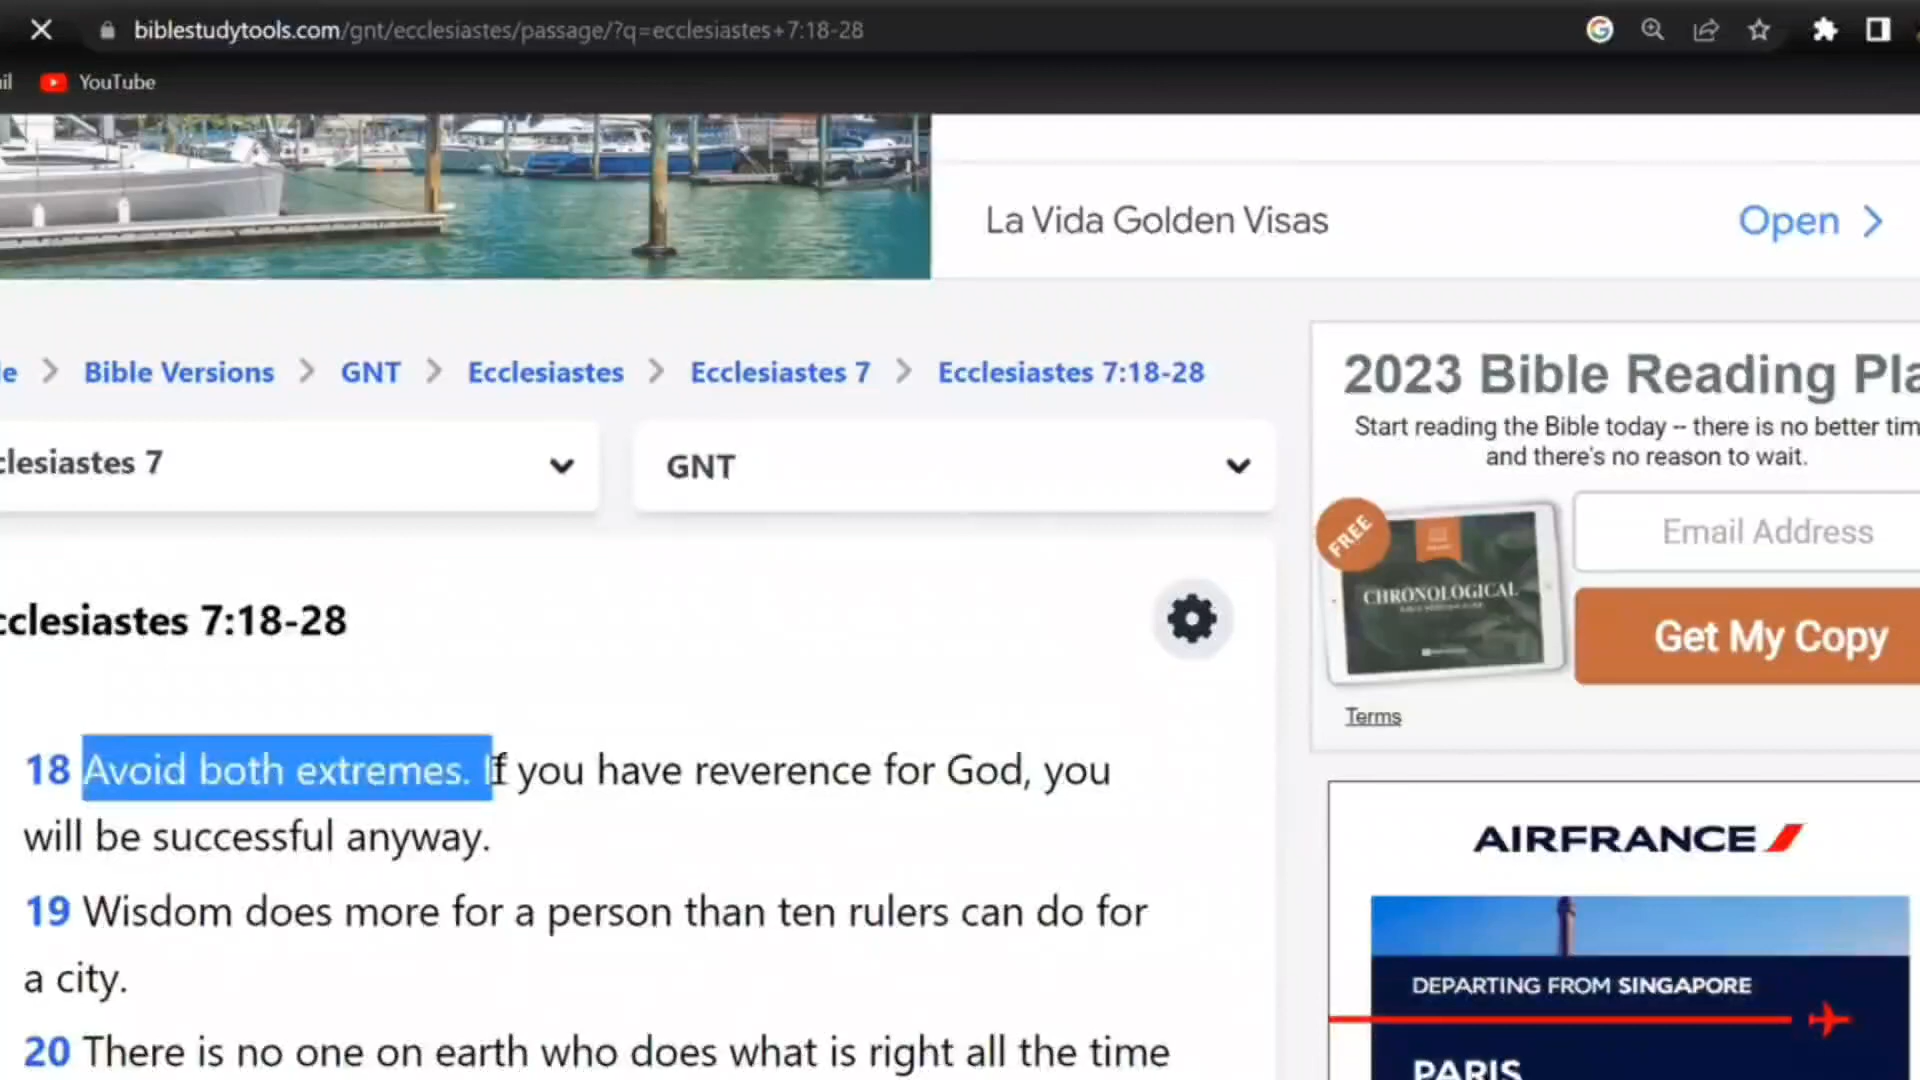 biblestudytools.com/gnt/ecclesiastes/passage/?q=ecclesiastes+7:18-28
il YouTube
La Vida Golden Visas Open
le Bible Versions GNT Ecclesiastes Ecclesiastes 7 Ecclesiastes 7:18-28
clesiastes 7
GNT
cclesiastes 7:18-28
18 Avoid both extremes. If you have reverence for God, you
will be successful anyway.
19 Wisdom does more for a person than ten rulers can do for
a city.
20 There is no one on earth who does what is right all the time
2023 Bible Reading Pla
Start reading the Bible today -- there is no better tim
and there's no reason to wait.
FREE
CHRONOLOGICAL
Email Address
Get My Copy
Terms
AIRFRANCE
DEPARTING FROM SINGAPORE
PARIS